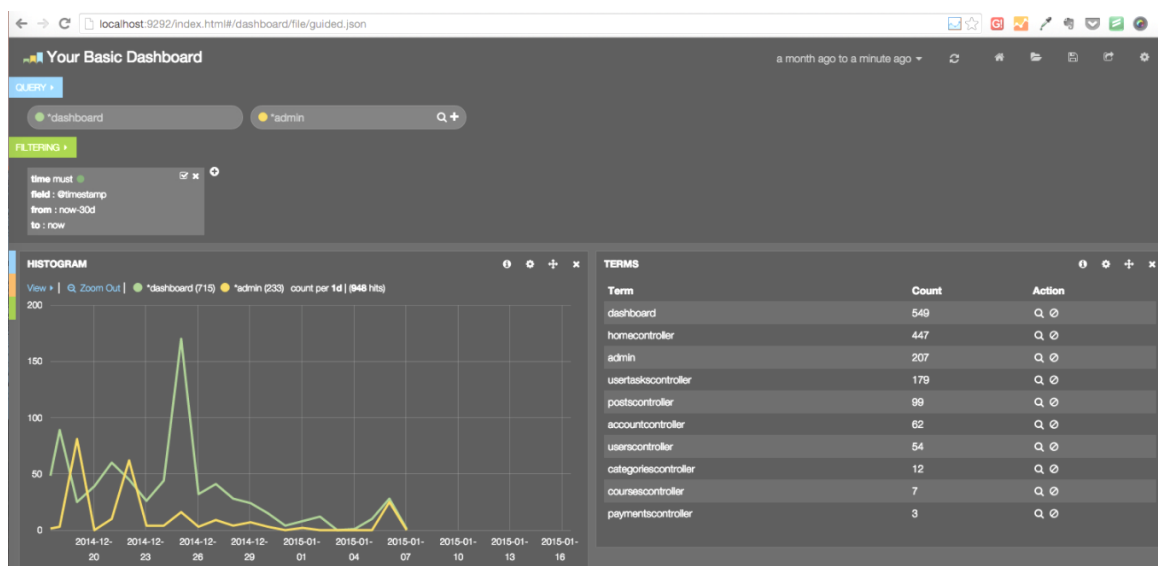 localhost:9292/index.html#/dashboard/file/guided.json
Your Basic Dashboard
a month ago to a minute ago
QUERY
*dashboard
*admin
FILTERING
time must
field : @timestamp
from : now-30d
to : now
HISTOGRAM
View | Zoom Out | *dashboard (715) *admin (233) count per 1d | (948 hits)
200
150
100
50
0
2014-12-20 2014-12-23 2014-12-26 2014-12-29 2015-01-01 2015-01-04 2015-01-07 2015-01-10 2015-01-13 2015-01-16
TERMS
Term Count Action
dashboard 549
homecontroller 447
admin 207
usertaskscontroller 179
postscontroller 99
accountcontroller 62
userscontroller 54
categoriescontroller 12
coursescontroller 7
paymentscontroller 3